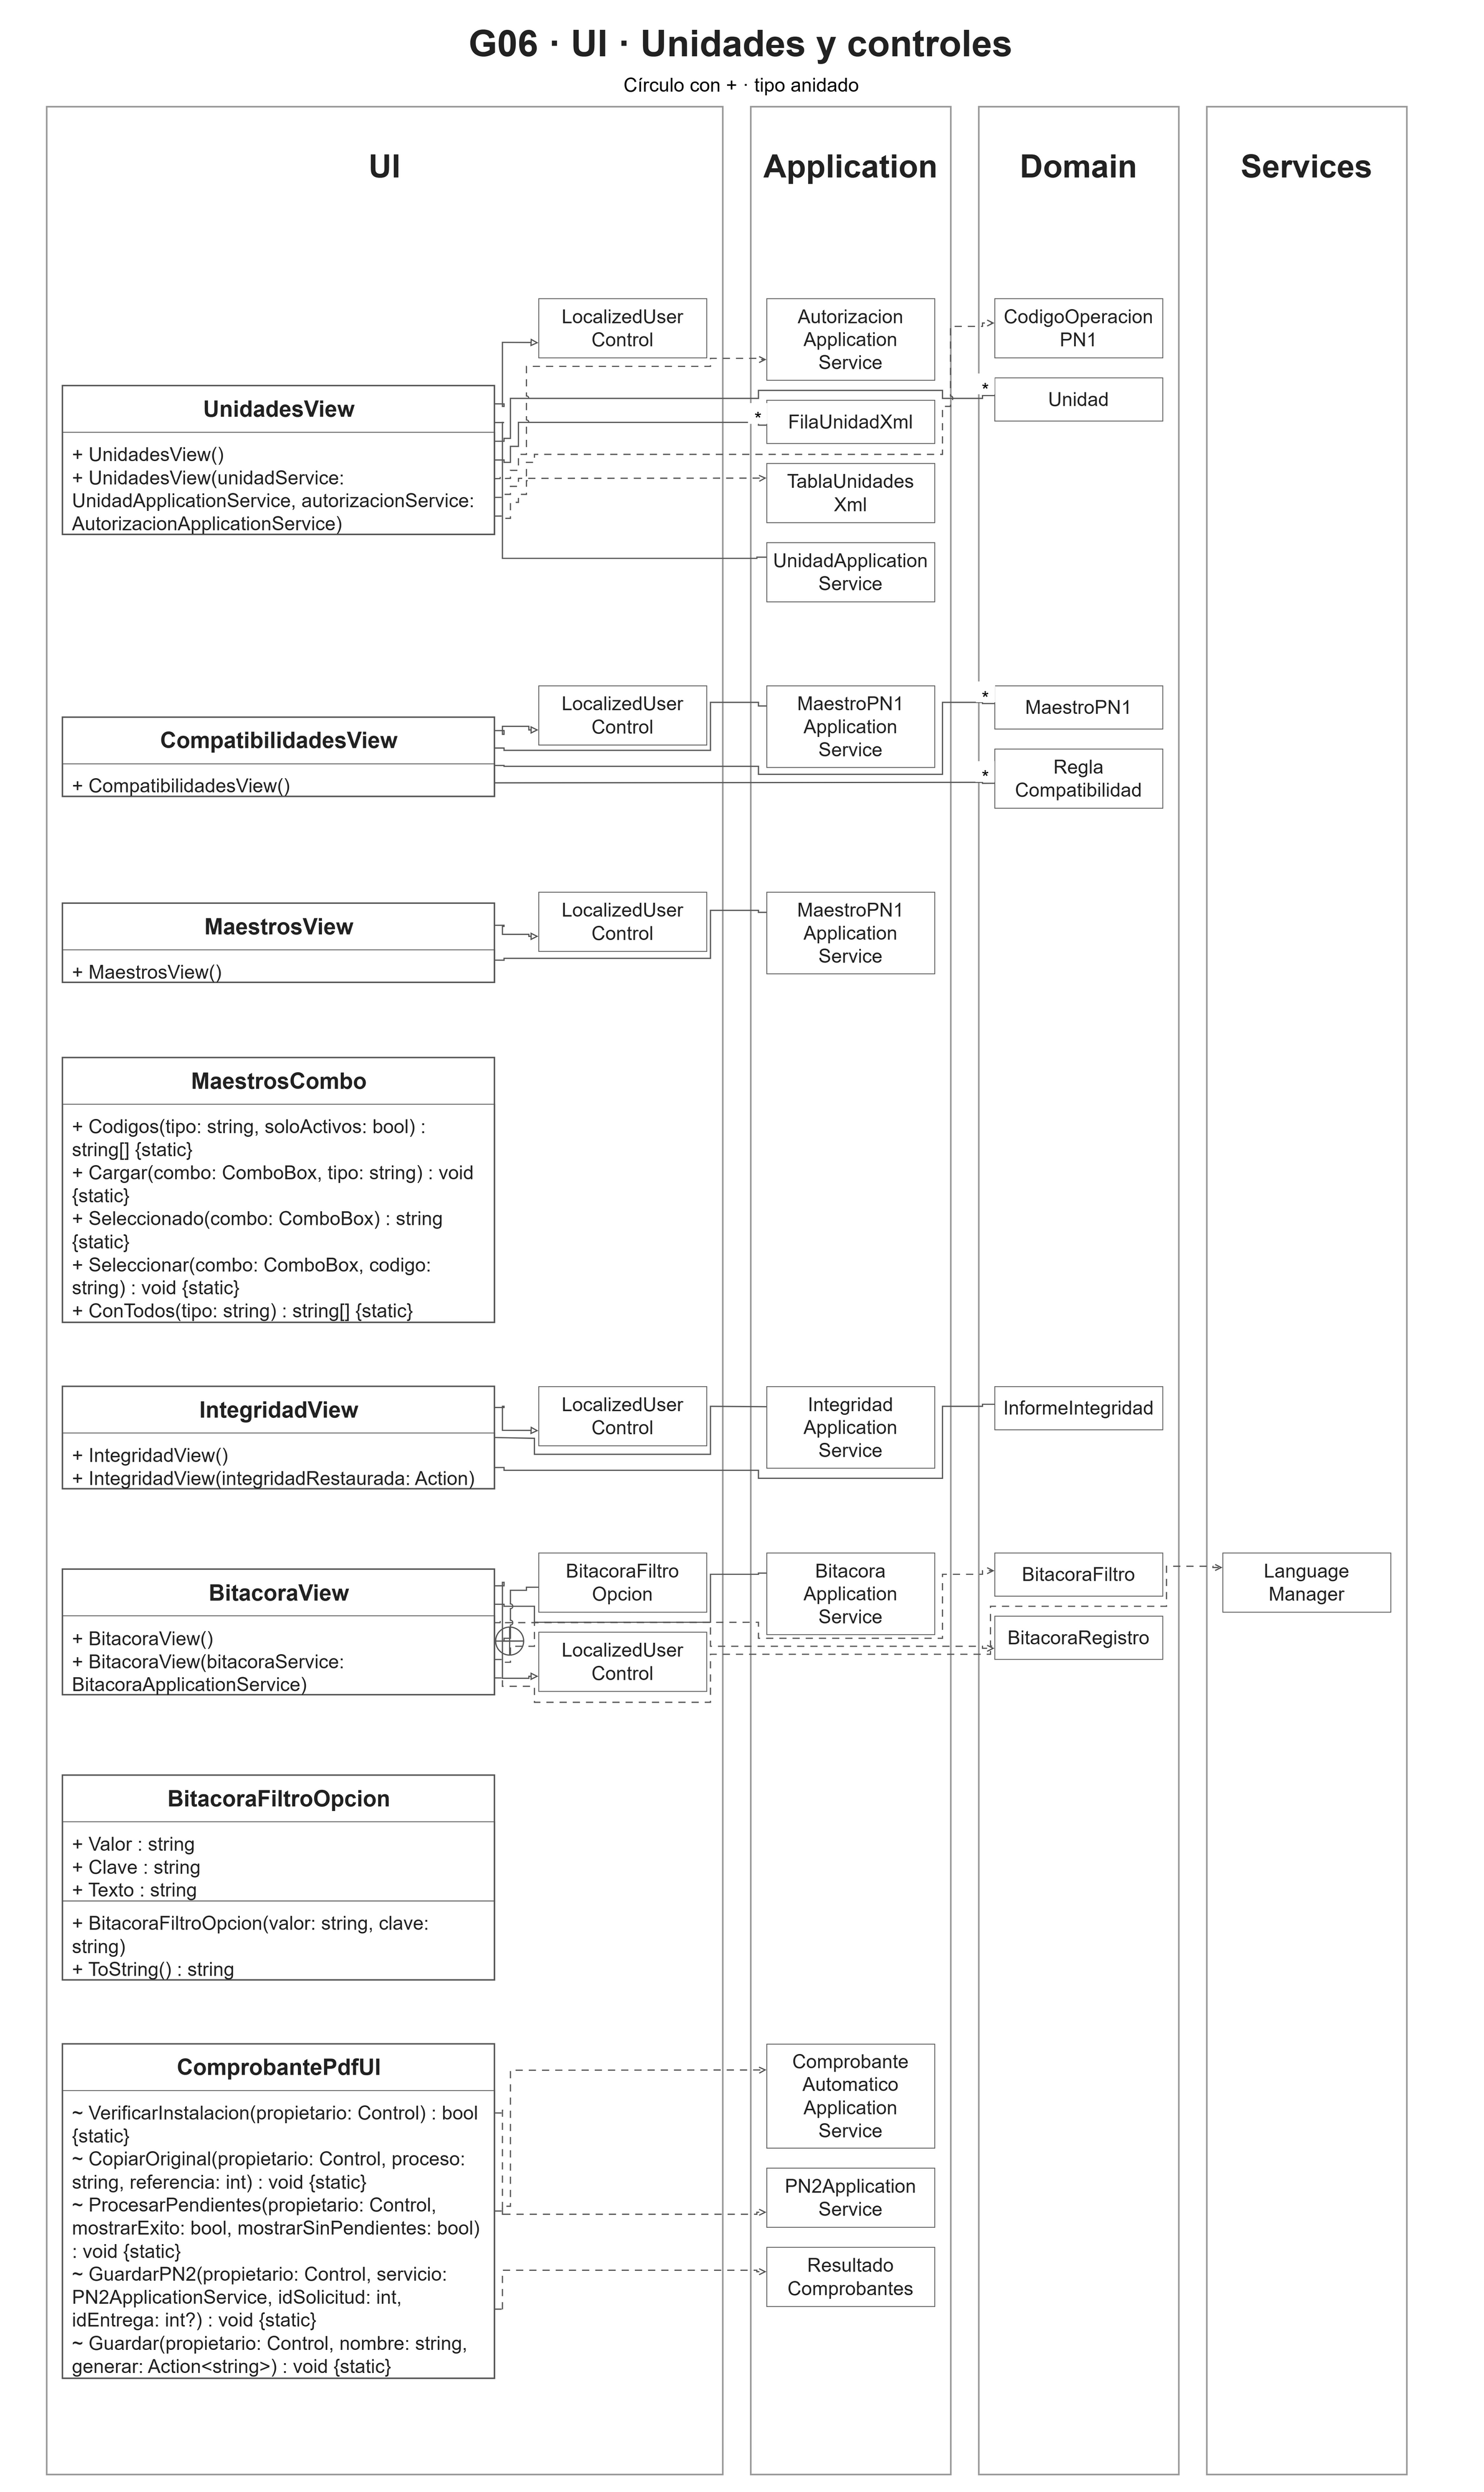 G06 · UI · Unidades y controles
Círculo con + · tipo anidado
UI
Application
Domain
Services
LocalizedUser
Control
Autorizacion
Application
Service
CodigoOperacion
PN1
UnidadesView
+ UnidadesView()
+ UnidadesView(unidadService:
UnidadApplicationService, autorizacionService:
AutorizacionApplicationService)
*
Unidad
*
FilaUnidadXml
TablaUnidades
Xml
UnidadApplication
Service
LocalizedUser
Control
MaestroPN1
Application
Service
*
MaestroPN1
CompatibilidadesView
+ CompatibilidadesView()
*
Regla
Compatibilidad
MaestrosView
+ MaestrosView()
LocalizedUser
Control
MaestroPN1
Application
Service
MaestrosCombo
+ Codigos(tipo: string, soloActivos: bool) :
string[] {static}
+ Cargar(combo: ComboBox, tipo: string) : void
{static}
+ Seleccionado(combo: ComboBox) : string
{static}
+ Seleccionar(combo: ComboBox, codigo:
string) : void {static}
+ ConTodos(tipo: string) : string[] {static}
IntegridadView
+ IntegridadView()
+ IntegridadView(integridadRestaurada: Action)
LocalizedUser
Control
Integridad
Application
Service
InformeIntegridad
BitacoraView
+ BitacoraView()
+ BitacoraView(bitacoraService:
BitacoraApplicationService)
BitacoraFiltro
Opcion
LocalizedUser
Control
Bitacora
Application
Service
BitacoraFiltro
BitacoraRegistro
Language
Manager
BitacoraFiltroOpcion
+ Valor : string
+ Clave : string
+ Texto : string
+ BitacoraFiltroOpcion(valor: string, clave:
string)
+ ToString() : string
ComprobantePdfUI
~ VerificarInstalacion(propietario: Control) : bool
{static}
~ CopiarOriginal(propietario: Control, proceso:
string, referencia: int) : void {static}
~ ProcesarPendientes(propietario: Control,
mostrarExito: bool, mostrarSinPendientes: bool)
: void {static}
~ GuardarPN2(propietario: Control, servicio:
PN2ApplicationService, idSolicitud: int,
idEntrega: int?) : void {static}
~ Guardar(propietario: Control, nombre: string,
generar: Action<string>) : void {static}
Comprobante
Automatico
Application
Service
PN2Application
Service
Resultado
Comprobantes